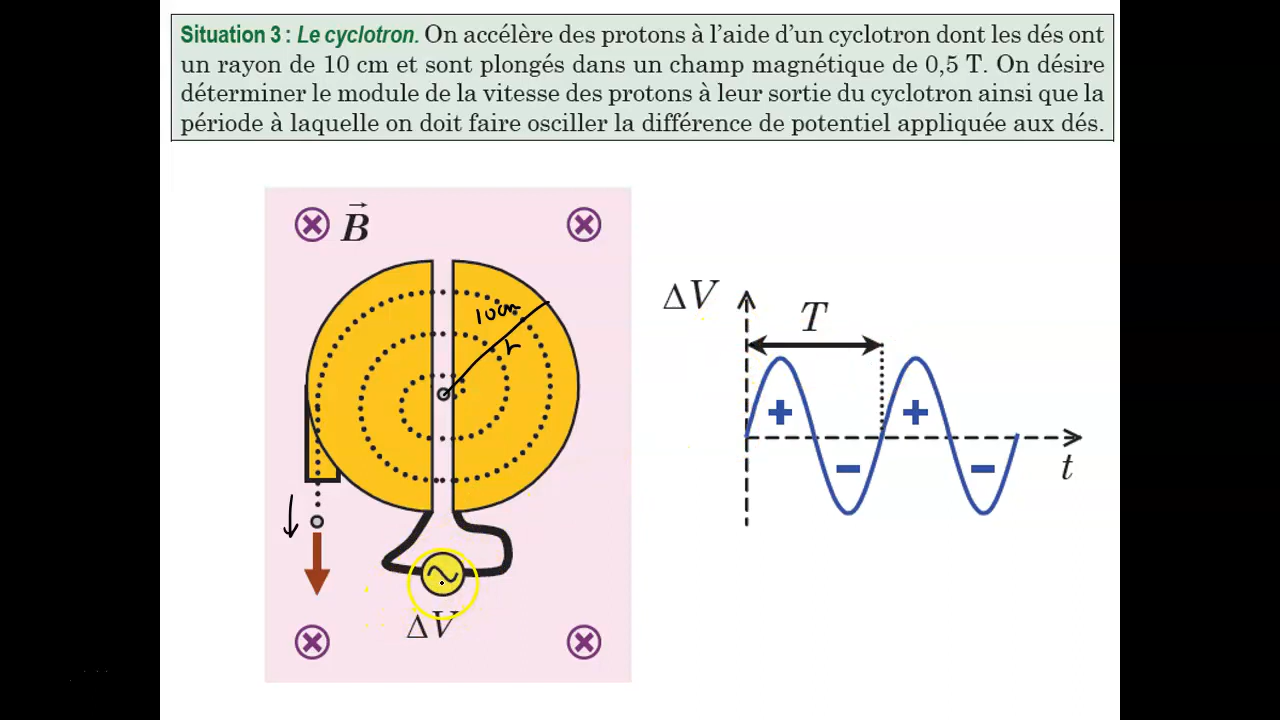 Situation 3 : Le cyclotron. On accélère des protons à l'aide d'un cyclotron dont les dés ont
un rayon de 10 cm et sont plongés dans un champ magnétique de 0,5 T. On désire
déterminer le module de la vitesse des protons à leur sortie du cyclotron ainsi que la
période à laquelle on doit faire osciller la différence de potentiel appliquée aux dés.
B
10cm
r
ΔV
T
+ +
− −
t
ΔV